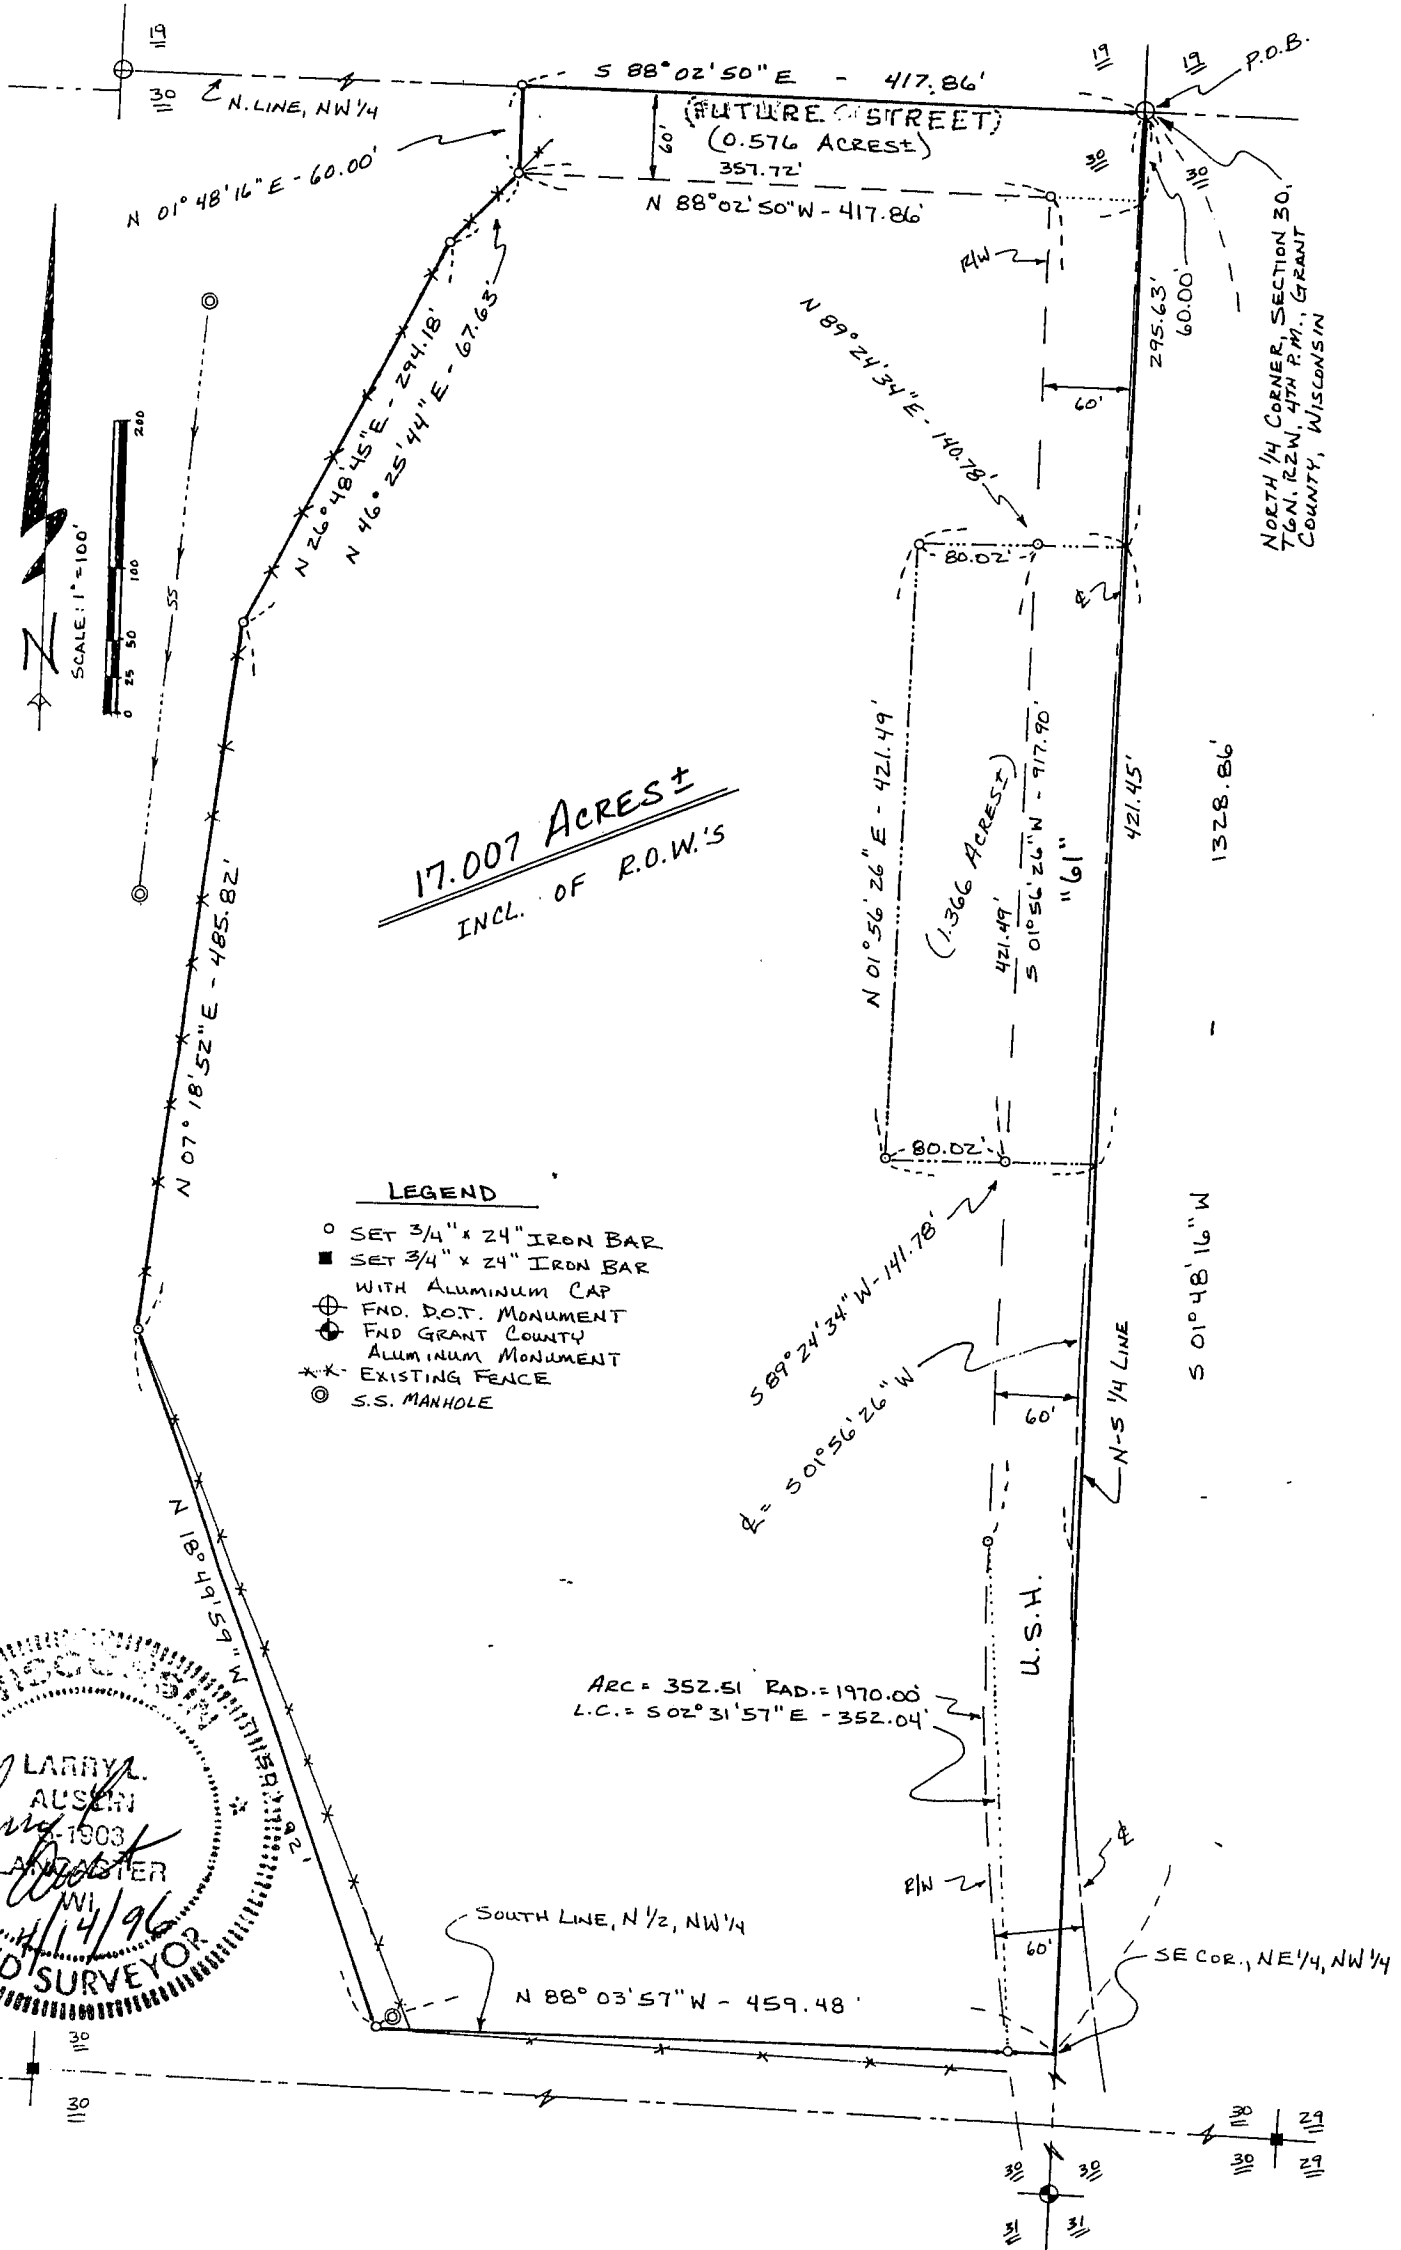 19
30
N. LINE, NW 1/4
S 88° 02' 50" E - 417.86'
(FUTURE STREET)
(0.576 ACRES±)
60'
357.72'
N 88° 02' 50" W - 417.86'
N 01° 48' 16" E - 60.00'
19
19
P.O.B.
30
30
NORTH 1/4 CORNER, SECTION 30,
T6N, R2W, 4TH P.M., GRANT
COUNTY, WISCONSIN
295.63'
60.00'
R/W
60'
N 89° 24' 34" E - 140.78'
N 46° 25' 44" E - 67.63'
N 26° 48' 45" E - 294.18'
N
SCALE: 1" = 100'
0 25 50 100 200
SS
80.02'
℄
N 01° 56' 26" E - 421.49'
(1.366 ACRES±)
421.49'
S 01° 56' 26" W - 917.90'
"61"
421.45'
1328.86'
-
S 01° 48' 16" W
17.007 ACRES ±
INCL. OF R.O.W.'S
N 07° 18' 52" E - 485.82'
80.02'
S 89° 24' 34" W - 141.78'
℄ = S 01° 56' 26" W
60'
N-S 1/4 LINE
LEGEND
SET 3/4" x 24" IRON BAR
SET 3/4" x 24" IRON BAR
WITH ALUMINUM CAP
FND. D.O.T. MONUMENT
FND GRANT COUNTY
ALUMINUM MONUMENT
EXISTING FENCE
S.S. MANHOLE
N 18° 49' 59" W
U.S.H.
ARC = 352.51' RAD. = 1970.00'
L.C. = S 02° 31' 57" E - 352.04'
R/W
℄
60'
WISCONSIN
LARRY L.
AUSTIN
S-1903
LANCASTER
WI
4/14/96
SURVEYOR
SOUTH LINE, N 1/2, NW 1/4
N 88° 03' 57" W - 459.48'
SE COR., NE 1/4, NW 1/4
30
30
30 29
30 29
30 30
31 31